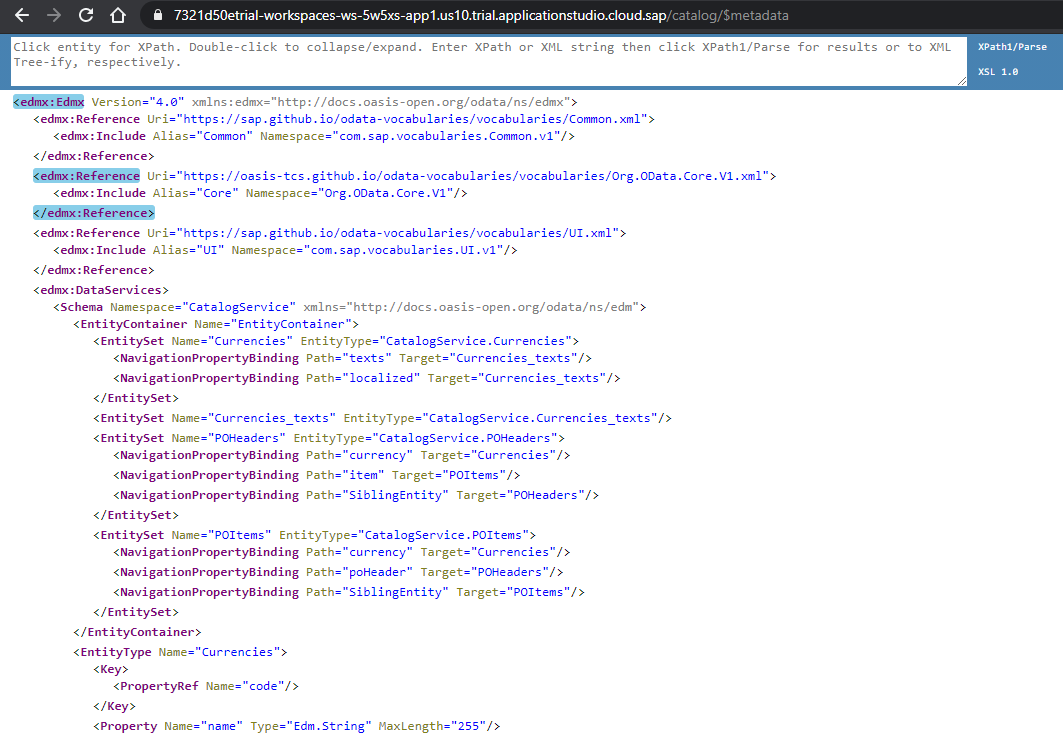 7321d50etrial-workspaces-ws-5w5xs-app1.us10.trial.applicationstudio.cloud.sap/catalog/$metadata
Click entity for XPath. Double-click to collapse/expand. Enter XPath or XML string then click XPath1/Parse for results or to XML
Tree-ify, respectively.
XPath1/Parse
XSL 1.0
<edmx:Edmx Version="4.0" xmlns:edmx="http://docs.oasis-open.org/odata/ns/edmx">
<edmx:Reference Uri="https://sap.github.io/odata-vocabularies/vocabularies/Common.xml">
<edmx:Include Alias="Common" Namespace="com.sap.vocabularies.Common.v1"/>
</edmx:Reference>
<edmx:Reference Uri="https://oasis-tcs.github.io/odata-vocabularies/vocabularies/Org.OData.Core.V1.xml">
<edmx:Include Alias="Core" Namespace="Org.OData.Core.V1"/>
</edmx:Reference>
<edmx:Reference Uri="https://sap.github.io/odata-vocabularies/vocabularies/UI.xml">
<edmx:Include Alias="UI" Namespace="com.sap.vocabularies.UI.v1"/>
</edmx:Reference>
<edmx:DataServices>
<Schema Namespace="CatalogService" xmlns="http://docs.oasis-open.org/odata/ns/edm">
<EntityContainer Name="EntityContainer">
<EntitySet Name="Currencies" EntityType="CatalogService.Currencies">
<NavigationPropertyBinding Path="texts" Target="Currencies_texts"/>
<NavigationPropertyBinding Path="localized" Target="Currencies_texts"/>
</EntitySet>
<EntitySet Name="Currencies_texts" EntityType="CatalogService.Currencies_texts"/>
<EntitySet Name="POHeaders" EntityType="CatalogService.POHeaders">
<NavigationPropertyBinding Path="currency" Target="Currencies"/>
<NavigationPropertyBinding Path="item" Target="POItems"/>
<NavigationPropertyBinding Path="SiblingEntity" Target="POHeaders"/>
</EntitySet>
<EntitySet Name="POItems" EntityType="CatalogService.POItems">
<NavigationPropertyBinding Path="currency" Target="Currencies"/>
<NavigationPropertyBinding Path="poHeader" Target="POHeaders"/>
<NavigationPropertyBinding Path="SiblingEntity" Target="POItems"/>
</EntitySet>
</EntityContainer>
<EntityType Name="Currencies">
<Key>
<PropertyRef Name="code"/>
</Key>
<Property Name="name" Type="Edm.String" MaxLength="255"/>